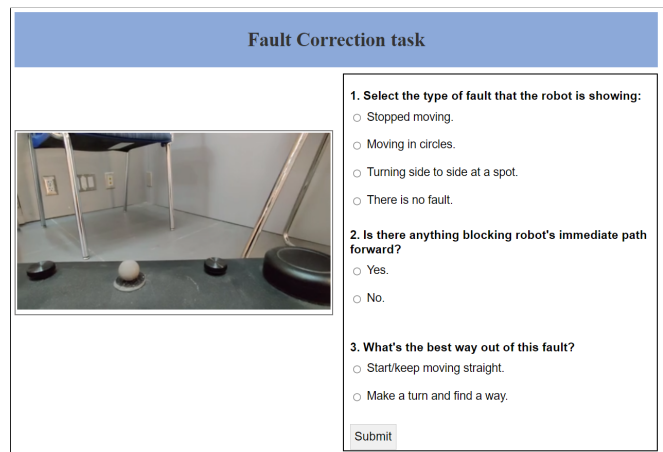 Fault Correction task
1. Select the type of fault that the robot is showing:
Stopped moving.
Moving in circles.
Turning side to side at a spot.
There is no fault.
2. Is there anything blocking robot's immediate path
forward?
Yes.
No.
3. What's the best way out of this fault?
Start/keep moving straight.
Make a turn and find a way.
Submit